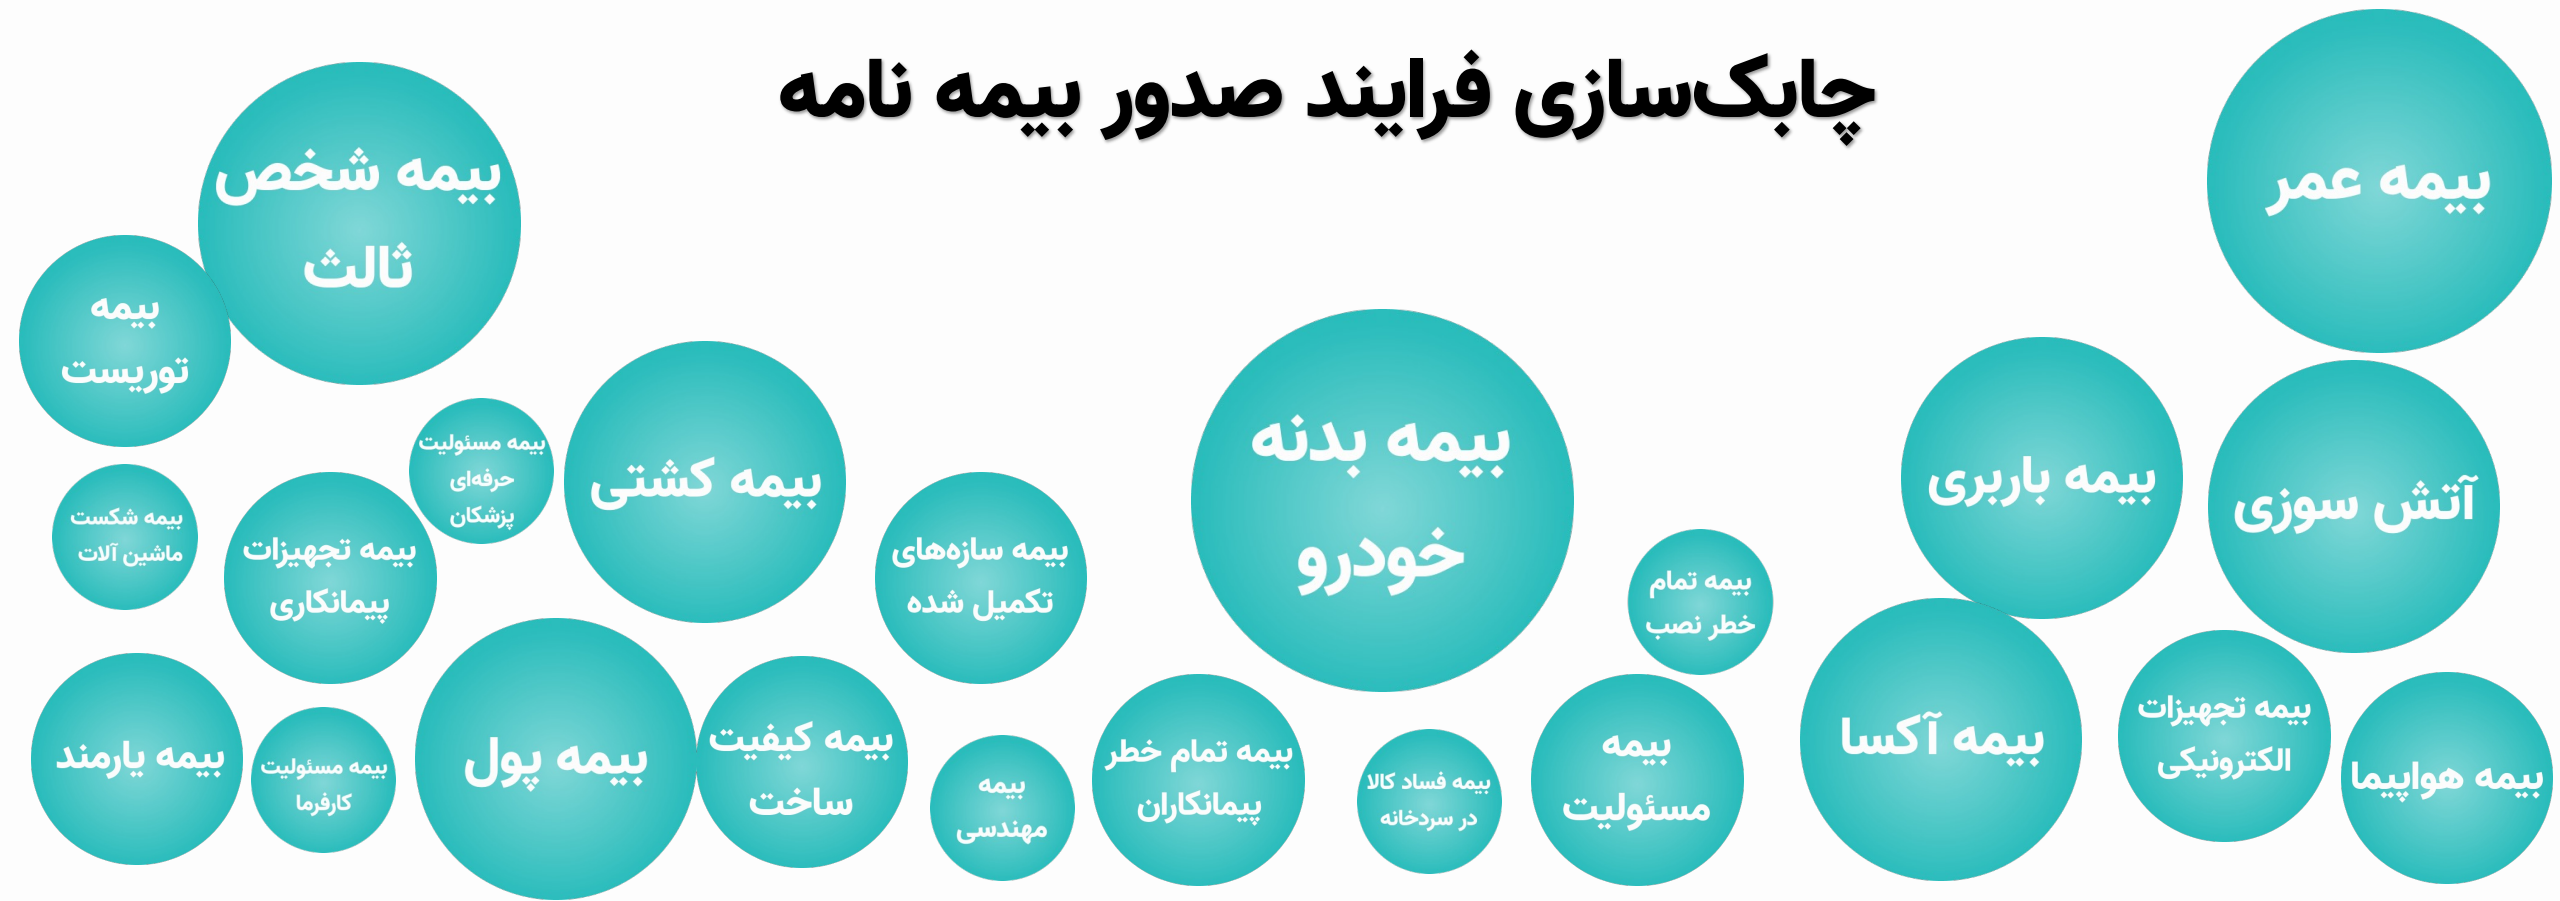 چابک‌سازی فرایند صدور بیمه نامه
بیمه عمر
بیمه شخص
ثالث
بیمه
توریست
بیمه بدنه
خودرو
بیمه باربری
آتش سوزی
بیمه کشتی
بیمه مسئولیت
حرفه‌ای
پزشکان
بیمه شکست
ماشین آلات
بیمه تجهیزات
پیمانکاری
بیمه سازه‌های
تکمیل شده
بیمه تمام
خطر نصب
بیمه آکسا
بیمه تجهیزات
الکترونیکی
بیمه هواپیما
بیمه
مسئولیت
بیمه فساد کالا
در سردخانه
بیمه تمام خطر
پیمانکاران
بیمه
مهندسی
بیمه کیفیت
ساخت
بیمه پول
بیمه مسئولیت
کارفرما
بیمه یارمند